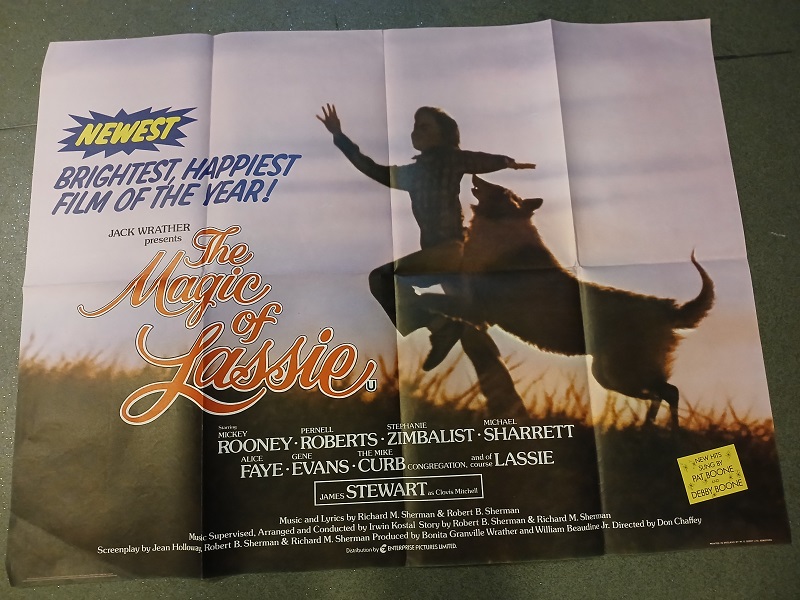 NEWEST
BRIGHTEST, HAPPIEST
FILM OF THE YEAR!
JACK WRATHER
presents
The
Magic
of
Lassie
U
Starring
MICKEY ROONEY · PERNELL ROBERTS · STEPHANIE ZIMBALIST · MICHAEL SHARRETT
ALICE FAYE · GENE EVANS · THE MIKE CURB CONGREGATION, and of course LASSIE
JAMES STEWART as Clovis Mitchell
NEW HITS
SUNG BY
PAT BOONE
AND
DEBBY BOONE
Music and Lyrics by Richard M. Sherman & Robert B. Sherman
Music Supervised, Arranged and Conducted by Irwin Kostal Story by Robert B. Sherman & Richard M. Sherman
Screenplay by Jean Holloway, Robert B. Sherman & Richard M. Sherman Produced by Bonita Granville Wrather and William Beaudine Jr. Directed by Don Chaffey
Distribution by ENTERPRISE PICTURES LIMITED.